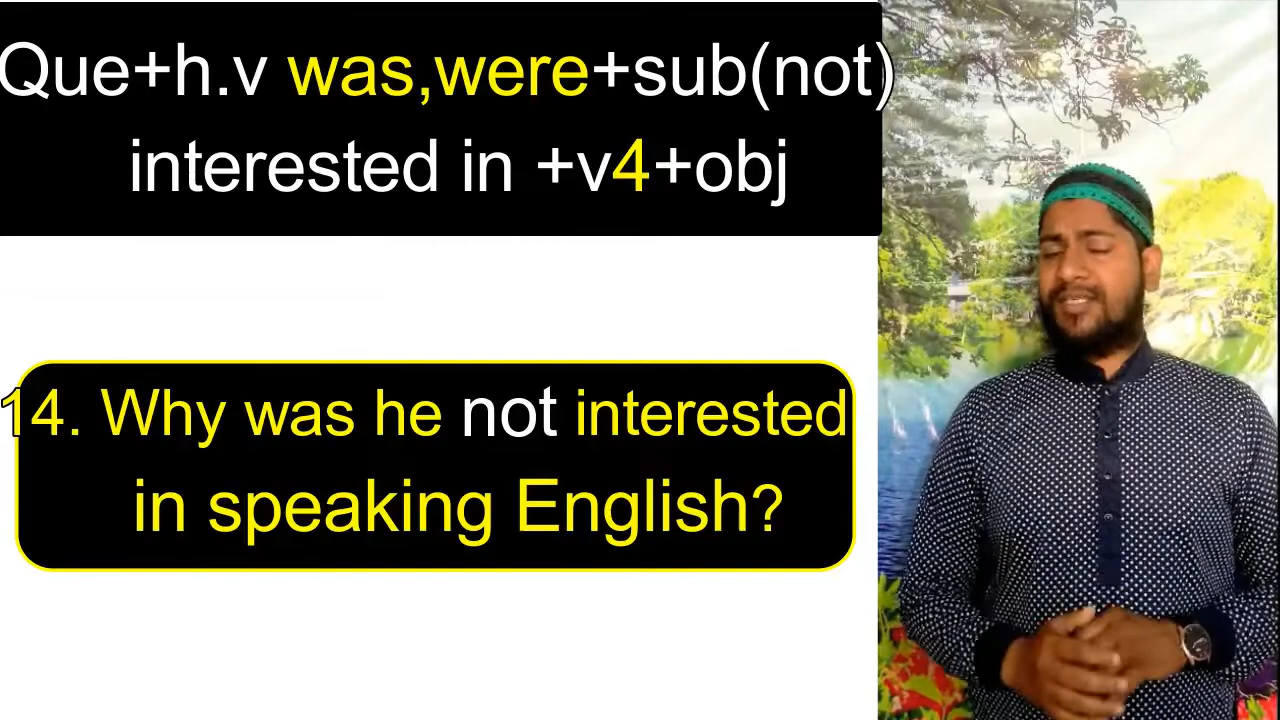 Que+h.v was,were+sub(not)
interested in +v4+obj
14. Why was he not interested
in speaking English?